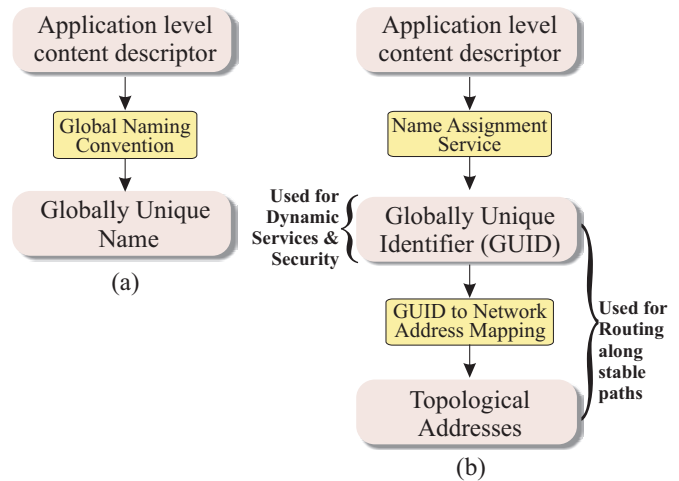 Application level
content descriptor
Global Naming
Convention
Globally Unique
Name
(a)
Application level
content descriptor
Name Assignment
Service
Used for
Dynamic
Services &
Security
Globally Unique
Identifier (GUID)
GUID to Network
Address Mapping
Used for
Routing
along
stable
paths
Topological
Addresses
(b)